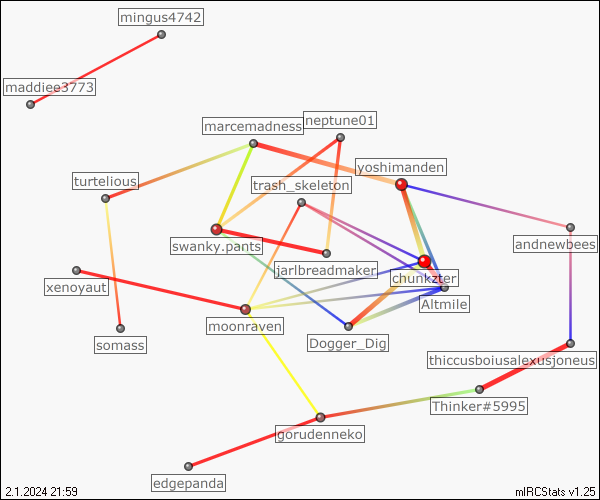 mingus4742
maddiee3773
neptune01
marcemadness
yoshimanden
turtelious
trash_skeleton
swanky.pants
andnewbees
jarlbreadmaker
chunkzter
xenoyaut
Altmile
moonraven
somass
Dogger_Dig
thiccusboiusalexusjoneus
Thinker#5995
gorudenneko
edgepanda
2.1.2024 21:59
mIRCStats v1.25